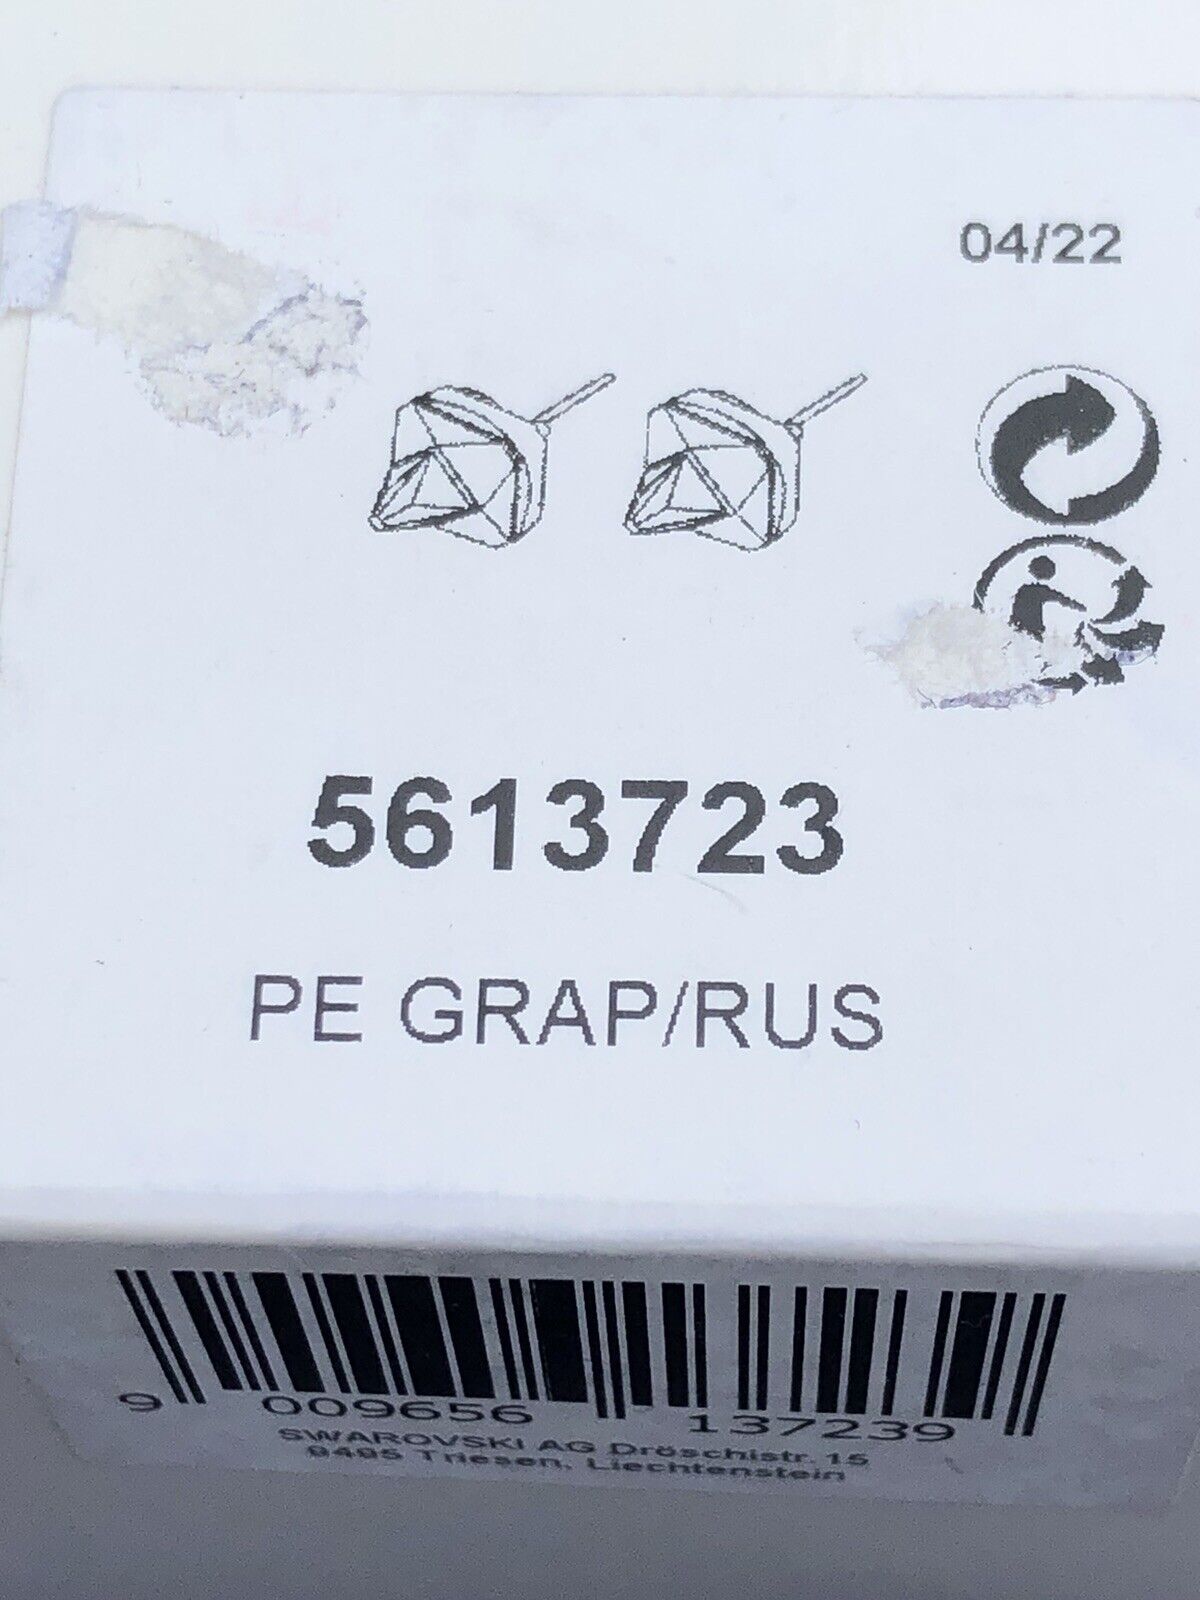 04/22
5613723
PE GRAP/RUS
9 009656 137239
SWAROVSKI AG Dröschistr. 15
9495 Triesen, Liechtenstein